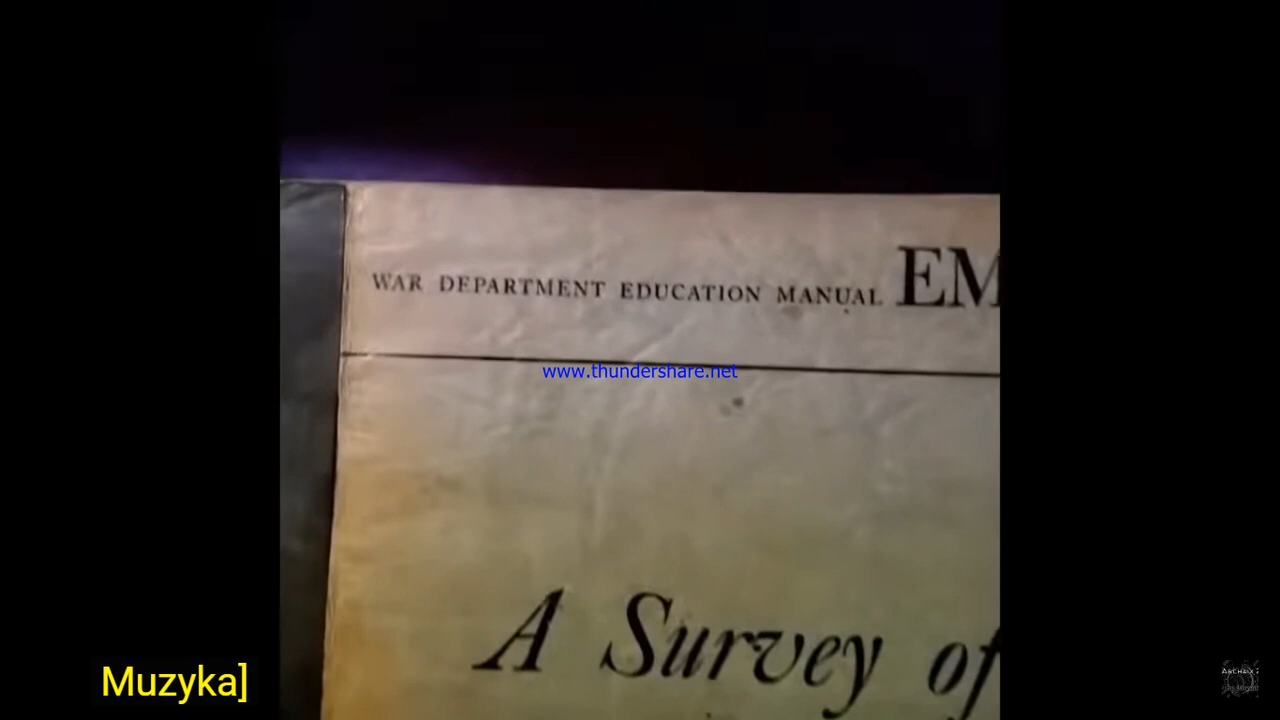 WAR DEPARTMENT EDUCATION MANUAL EM
www.thundershare.net
A Survey of
Muzyka]